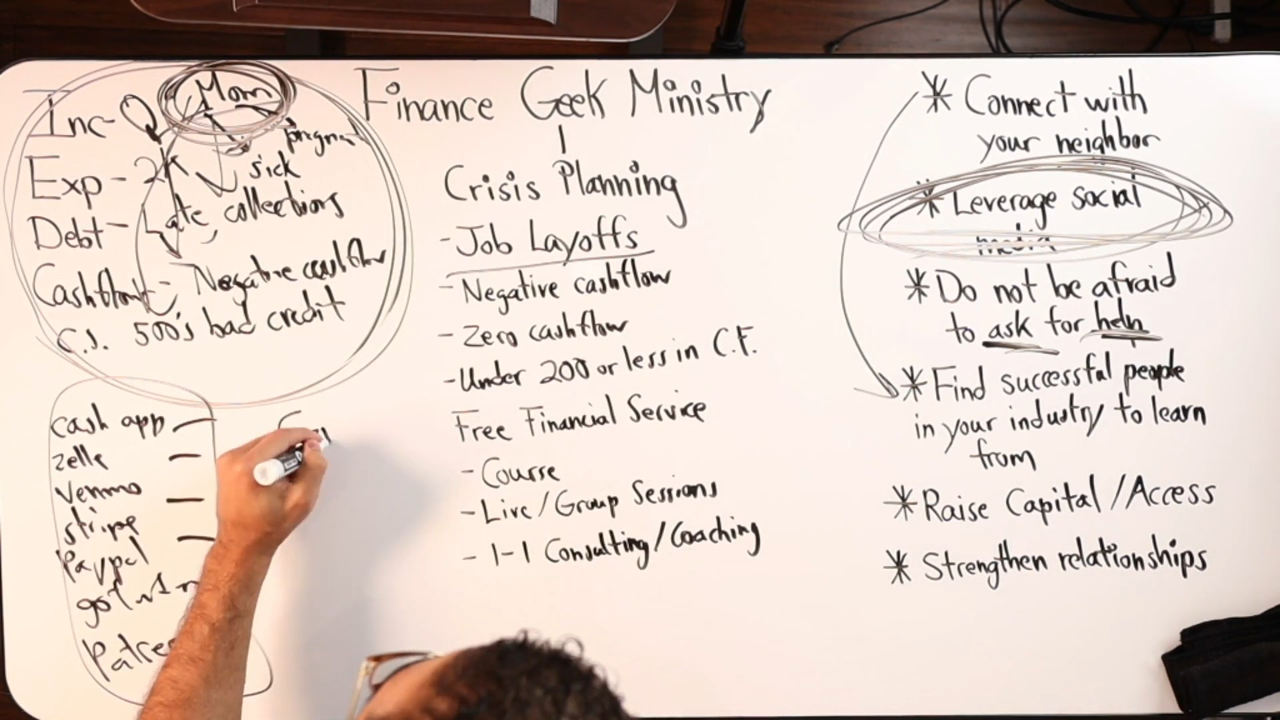 Finance Geek Ministry
Inc-
Mom
pregnat
Exp-2K
sick
Debt- Late, collections
Cashflow - Negative cashflow
C.S. 500's bad credit
cash app
zelle
Venmo
stripe
Paypal
Crisis Planning
-Job Layoffs
-Negative cashflow
-Zero cashflow
-Under 200 or less in C.F.
Free Financial Service
-Course
-Live/Group Sessions
-1-1 Consulting/Coaching
* Connect with
your neighbor
* Leverage social
media
* Do not be afraid
to ask for help
* Find successful people
in your industry to learn
from
* Raise Capital/Access
* Strengthen relationships